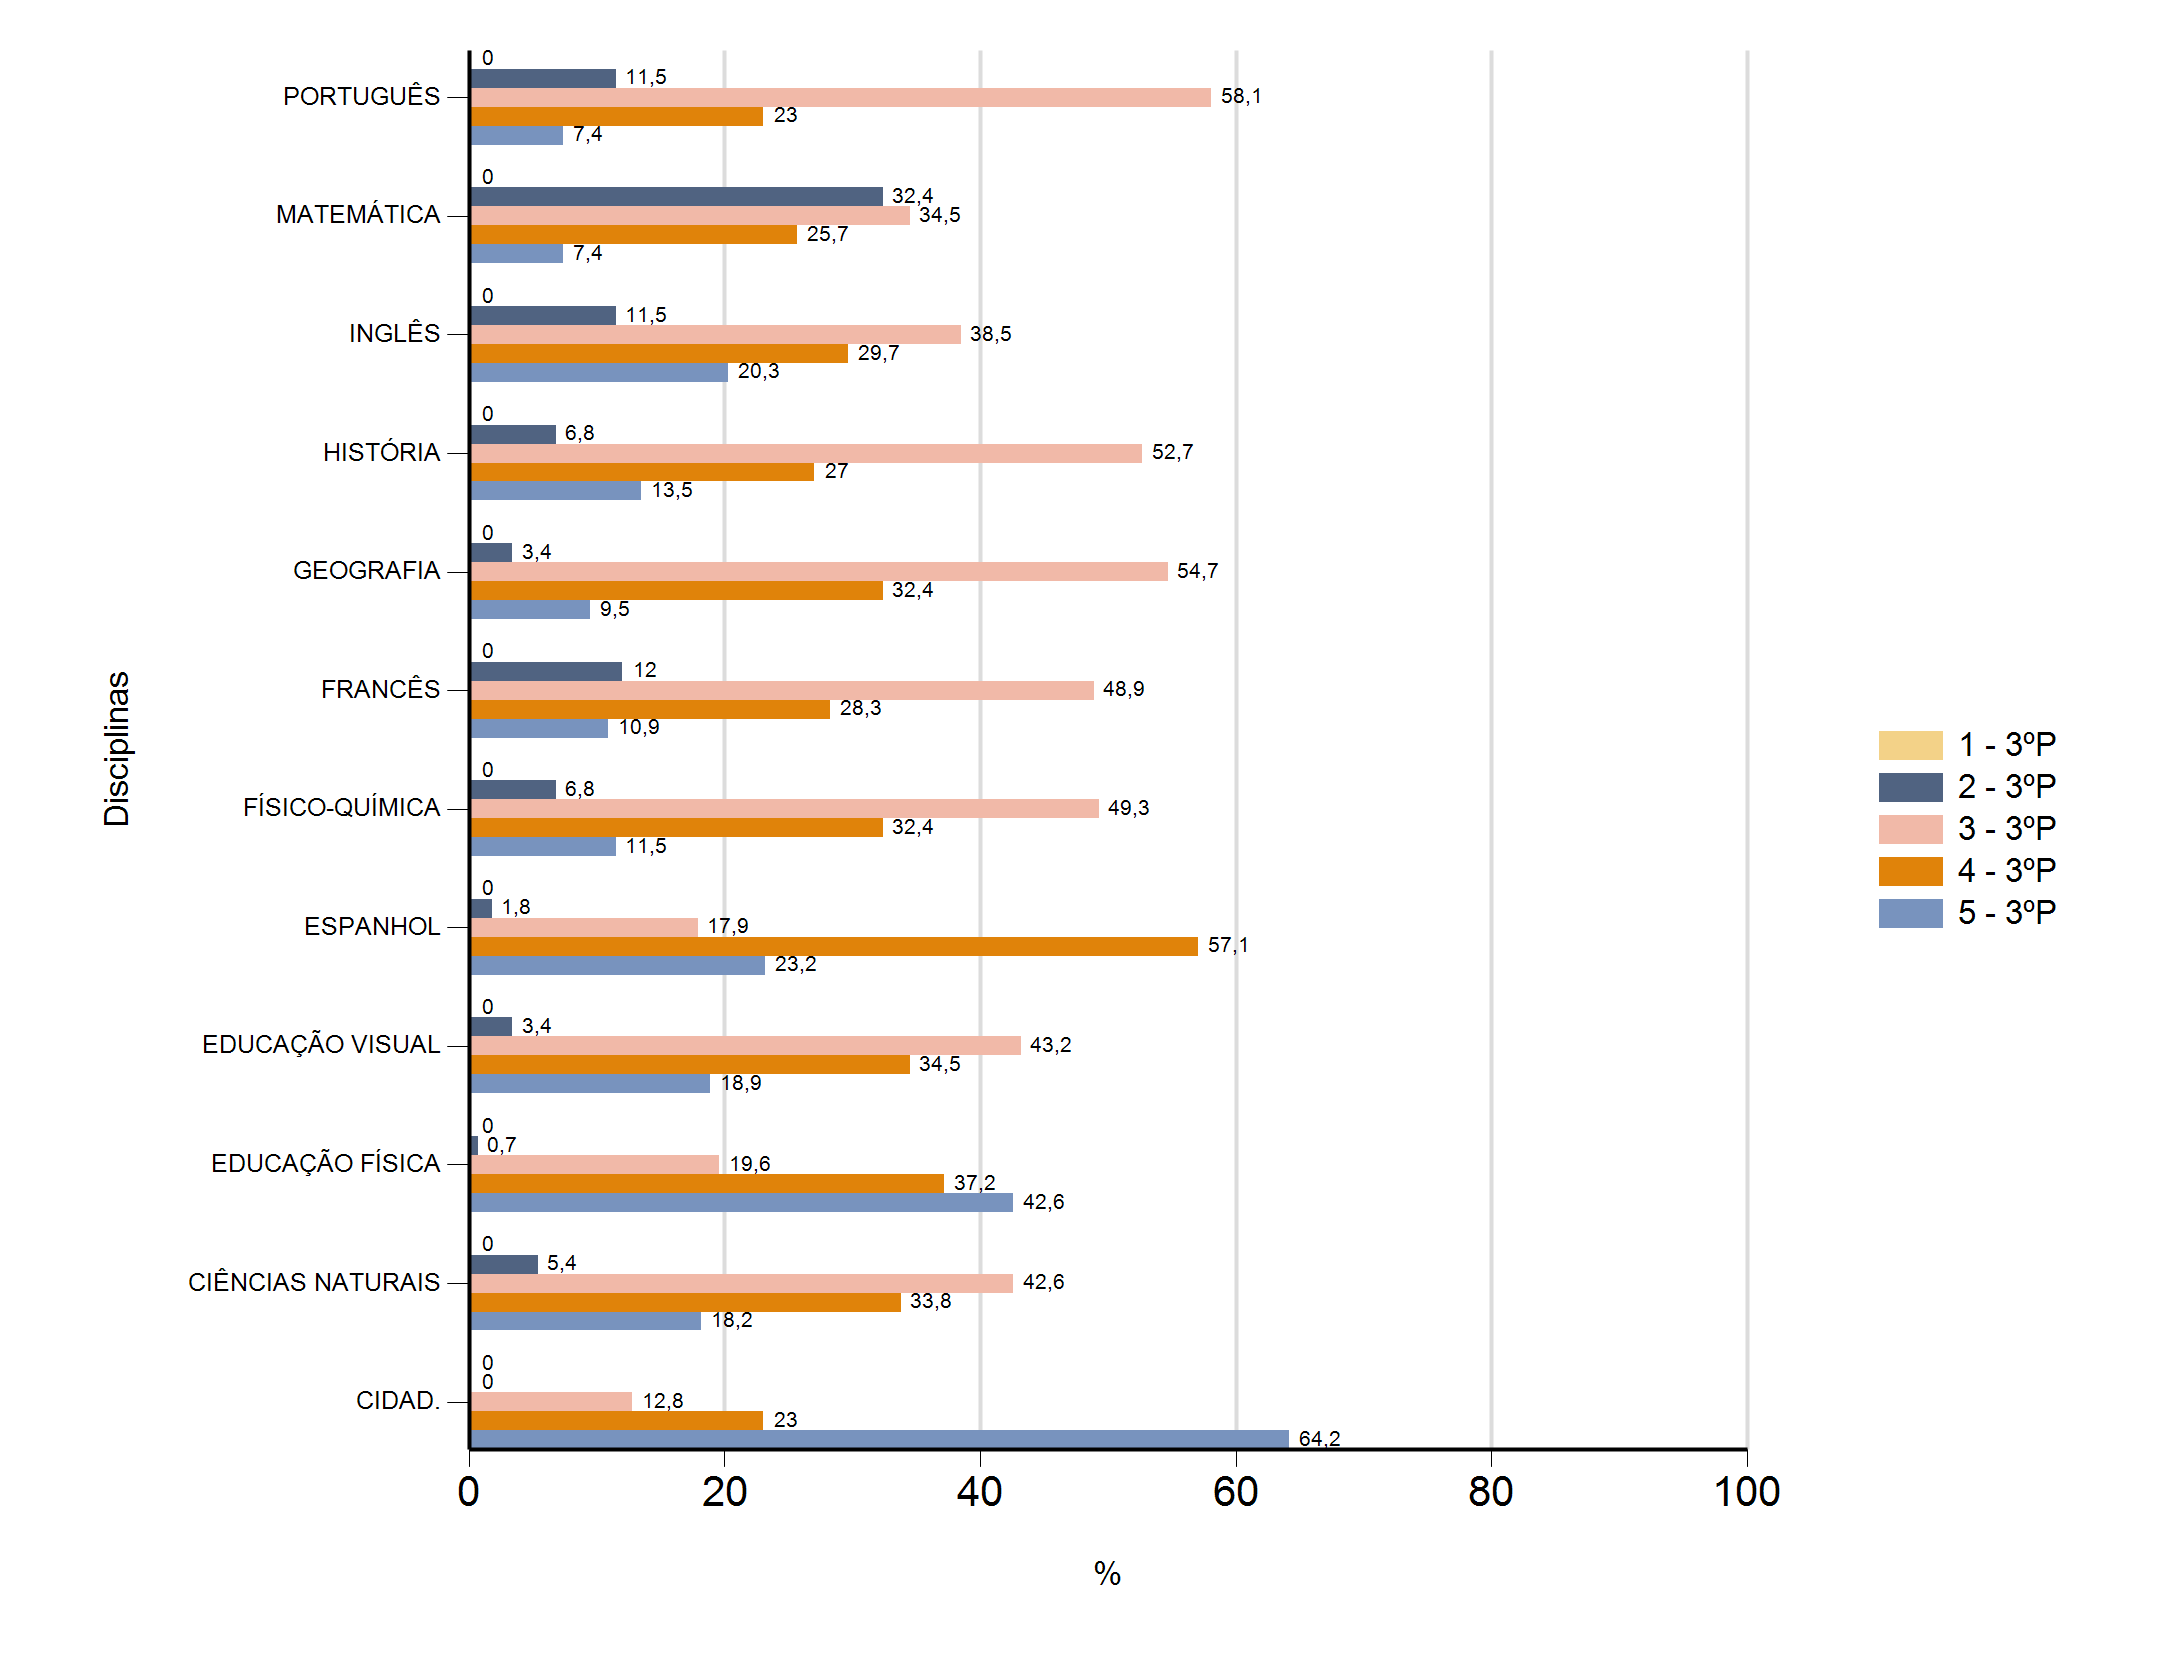 0
11,5
PORTUGUÊS 58,1
23
7,4
0
32,4
MATEMÁTICA 34,5
25,7
7,4
0
11,5
INGLÊS 38,5
29,7
20,3
0
6,8
HISTÓRIA 52,7
27
13,5
0
3,4
GEOGRAFIA 54,7
32,4
9,5
0
12
FRANCÊS 48,9
28,3
10,9
0
6,8
FÍSICO-QUÍMICA 49,3
32,4
11,5
0
1,8
ESPANHOL 17,9
57,1
23,2
0
3,4
EDUCAÇÃO VISUAL 43,2
34,5
18,9
0
0,7
EDUCAÇÃO FÍSICA 19,6
37,2
42,6
0
5,4
CIÊNCIAS NATURAIS 42,6
33,8
18,2
0
0
CIDAD. 12,8
23
64,2
0 20 40 60 80 100
%
Disciplinas
1 - 3ºP
2 - 3ºP
3 - 3ºP
4 - 3ºP
5 - 3ºP